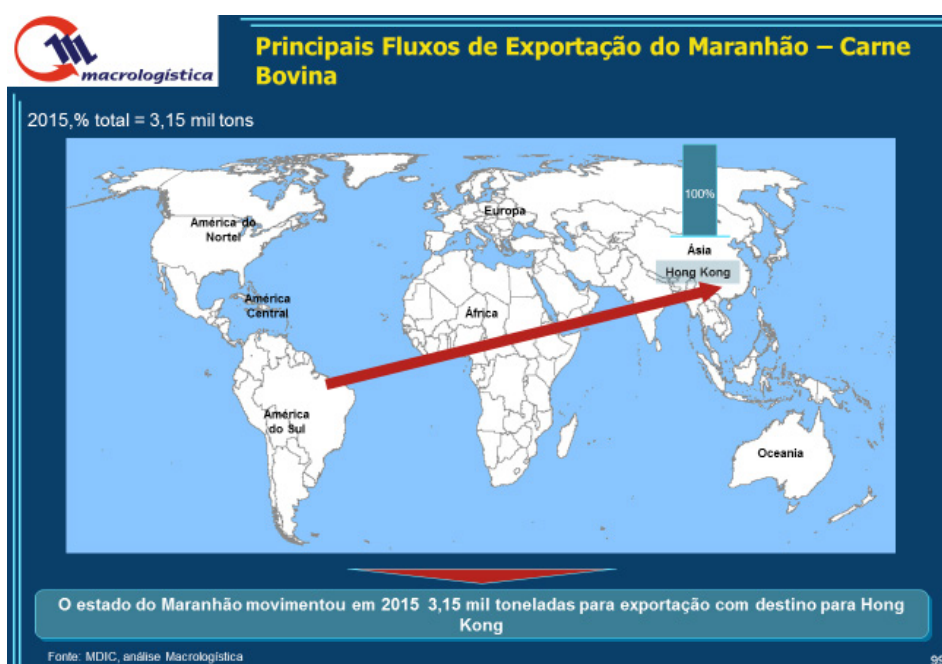 macrologística
Principais Fluxos de Exportação do Maranhão – Carne
Bovina
2015,% total = 3,15 mil tons
100%
América do
Nortel
Europa
Ásia
Hong Kong
América
Central
África
América
do Sul
Oceania
O estado do Maranhão movimentou em 2015 3,15 mil toneladas para exportação com destino para Hong
Kong
Fonte: MDIC, análise Macrologística